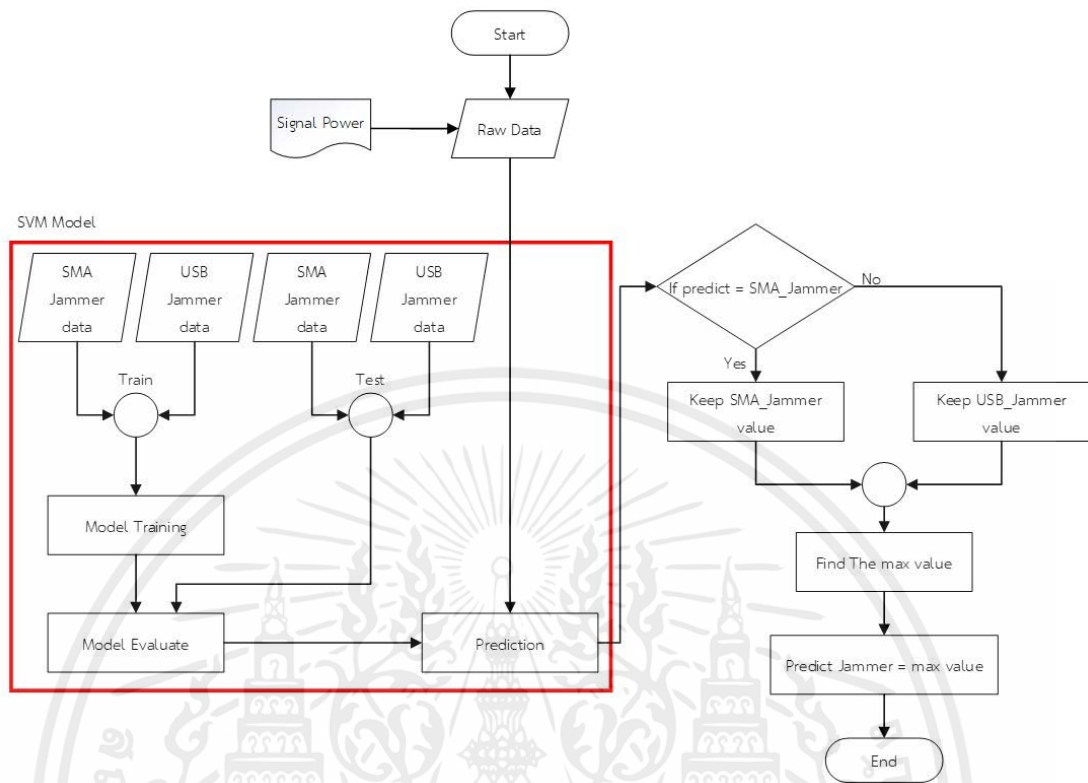 Start
Signal Power
Raw Data
SVM Model
SMA
Jammer
data
USB
Jammer
data
SMA
Jammer
data
USB
Jammer
data
If predict = SMA_Jammer
No
Yes
Train
Test
Keep SMA_Jammer
value
Keep USB_Jammer
value
Model Training
Find The max value
Model Evaluate
Prediction
Predict Jammer = max value
End